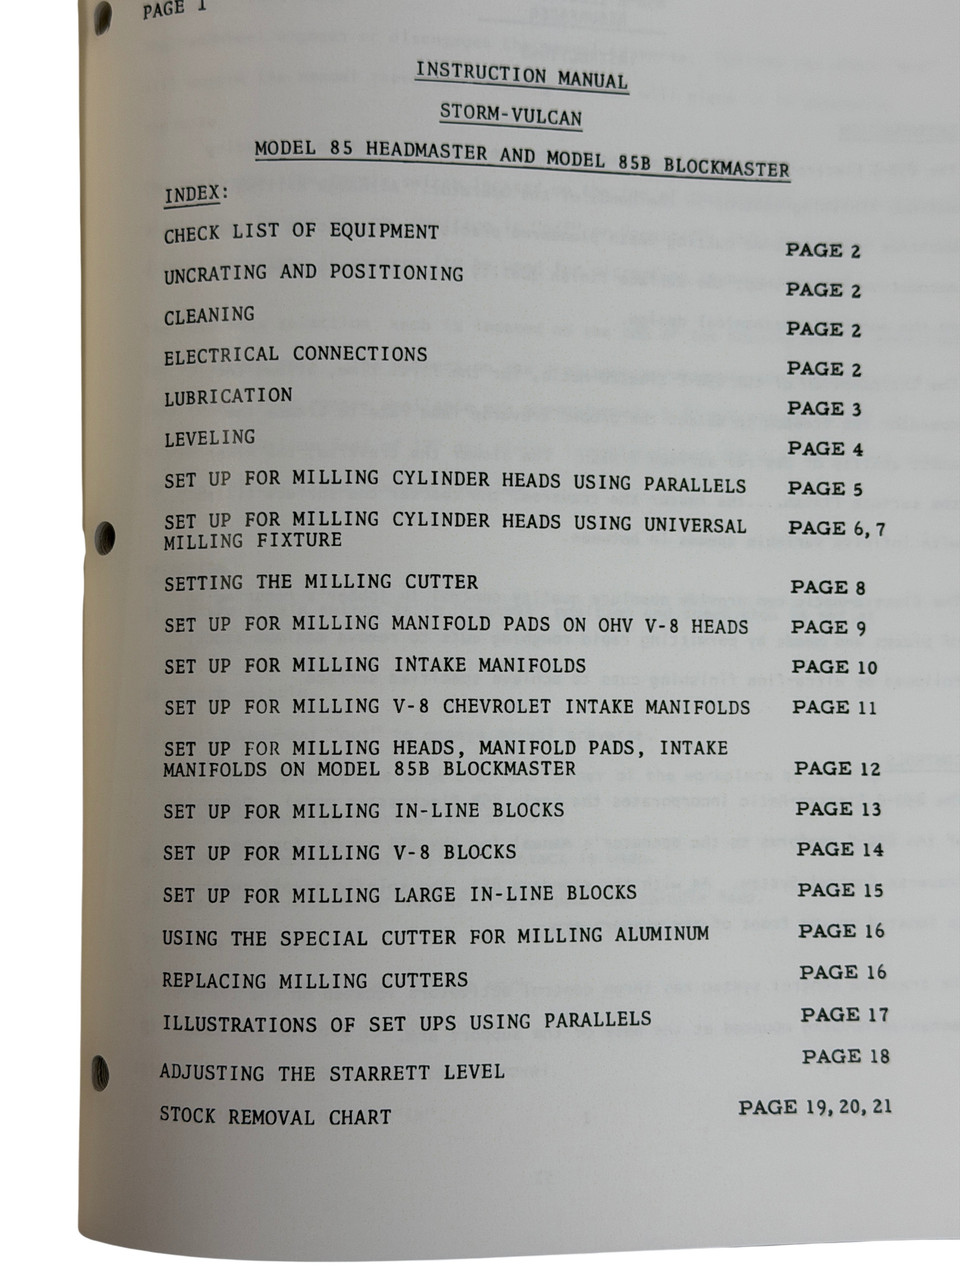 PAGE 1
INSTRUCTION MANUAL
STORM-VULCAN
MODEL 85 HEADMASTER AND MODEL 85B BLOCKMASTER
INDEX:
CHECK LIST OF EQUIPMENT PAGE 2
UNCRATING AND POSITIONING PAGE 2
CLEANING PAGE 2
ELECTRICAL CONNECTIONS PAGE 2
LUBRICATION PAGE 3
LEVELING PAGE 4
SET UP FOR MILLING CYLINDER HEADS USING PARALLELS PAGE 5
SET UP FOR MILLING CYLINDER HEADS USING UNIVERSAL PAGE 6, 7
MILLING FIXTURE
SETTING THE MILLING CUTTER PAGE 8
SET UP FOR MILLING MANIFOLD PADS ON OHV V-8 HEADS PAGE 9
SET UP FOR MILLING INTAKE MANIFOLDS PAGE 10
SET UP FOR MILLING V-8 CHEVROLET INTAKE MANIFOLDS PAGE 11
SET UP FOR MILLING HEADS, MANIFOLD PADS, INTAKE
MANIFOLDS ON MODEL 85B BLOCKMASTER PAGE 12
SET UP FOR MILLING IN-LINE BLOCKS PAGE 13
SET UP FOR MILLING V-8 BLOCKS PAGE 14
SET UP FOR MILLING LARGE IN-LINE BLOCKS PAGE 15
USING THE SPECIAL CUTTER FOR MILLING ALUMINUM PAGE 16
REPLACING MILLING CUTTERS PAGE 16
ILLUSTRATIONS OF SET UPS USING PARALLELS PAGE 17
ADJUSTING THE STARRETT LEVEL PAGE 18
STOCK REMOVAL CHART PAGE 19, 20, 21